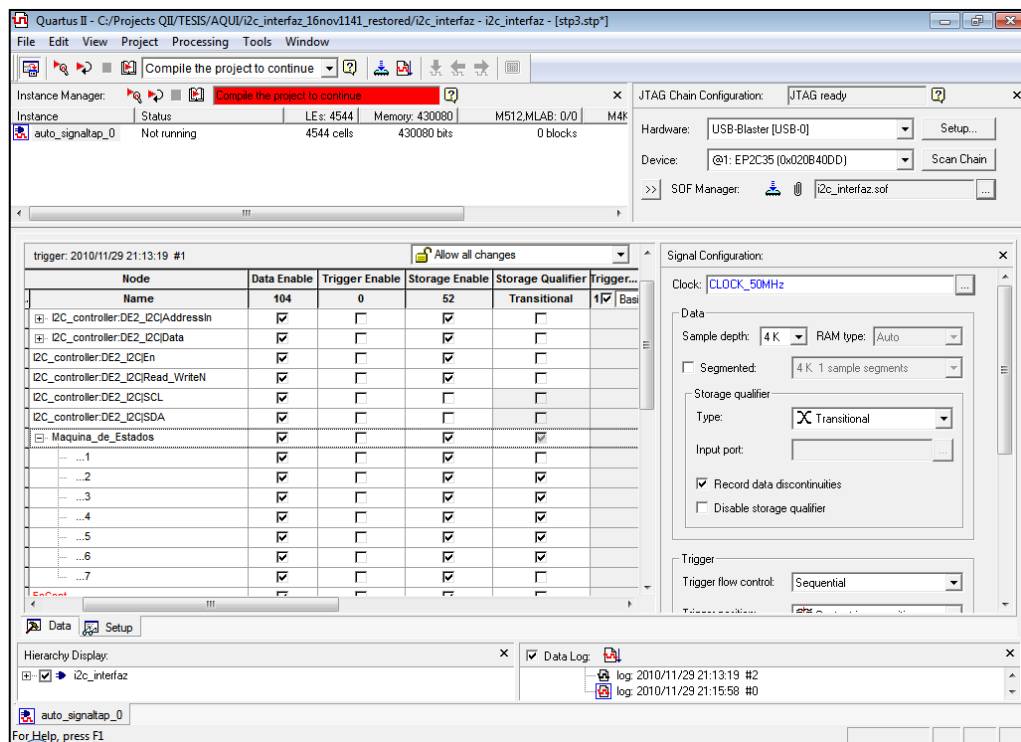 Quartus II - C:/Projects QII/TESIS/AQUI/i2c_interfaz_16nov1141_restored/i2c_interfaz - i2c_interfaz - [stp3.stp*]
File Edit View Project Processing Tools Window
Compile the project to continue
Instance Manager: Compile the project to continue
Instance Status LEs: 4544 Memory: 430080 M512,MLAB: 0/0 M4K
auto_signaltap_0 Not running 4544 cells 430080 bits 0 blocks
JTAG Chain Configuration: JTAG ready
Hardware: USB-Blaster [USB-0] Setup...
Device: @1: EP2C35 (0x020B40DD) Scan Chain
>> SOF Manager: i2c_interfaz.sof ...
trigger: 2010/11/29 21:13:19 #1 Allow all changes
Node Data Enable Trigger Enable Storage Enable Storage Qualifier Trigger...
Name 104 0 52 Transitional 1 Basi
I2C_controller:DE2_I2C|AddressIn
I2C_controller:DE2_I2C|Data
I2C_controller:DE2_I2C|En
I2C_controller:DE2_I2C|Read_WriteN
I2C_controller:DE2_I2C|SCL
I2C_controller:DE2_I2C|SDA
Maquina_de_Estados
...1
...2
...3
...4
...5
...6
...7
Signal Configuration:
Clock: CLOCK_50MHz ...
Data
Sample depth: 4 K RAM type: Auto
Segmented: 4 K 1 sample segments
Storage qualifier
Type: Transitional
Input port: ...
Record data discontinuities
Disable storage qualifier
Trigger
Trigger flow control: Sequential
Data Setup
Hierarchy Display:
i2c_interfaz
Data Log:
log: 2010/11/29 21:13:19 #2
log: 2010/11/29 21:15:58 #0
auto_signaltap_0
For Help, press F1